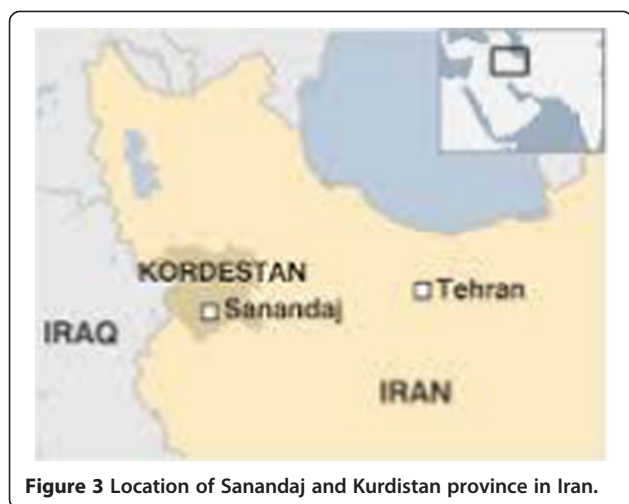 KORDESTAN
Sanandaj
Tehran
IRAQ
IRAN
Figure 3 Location of Sanandaj and Kurdistan province in Iran.